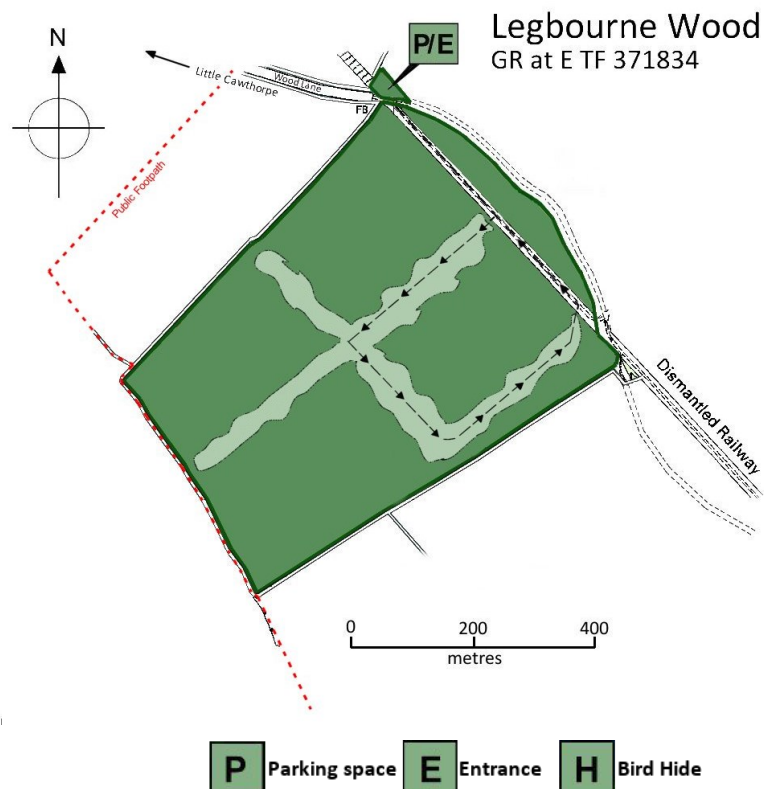 Legbourne Wood
GR at E TF 371834
N
P/E
Wood Lane
Little Cawthorpe
FB
Public Footpath
Dismantled Railway
0 200 400
metres
P Parking space E Entrance H Bird Hide